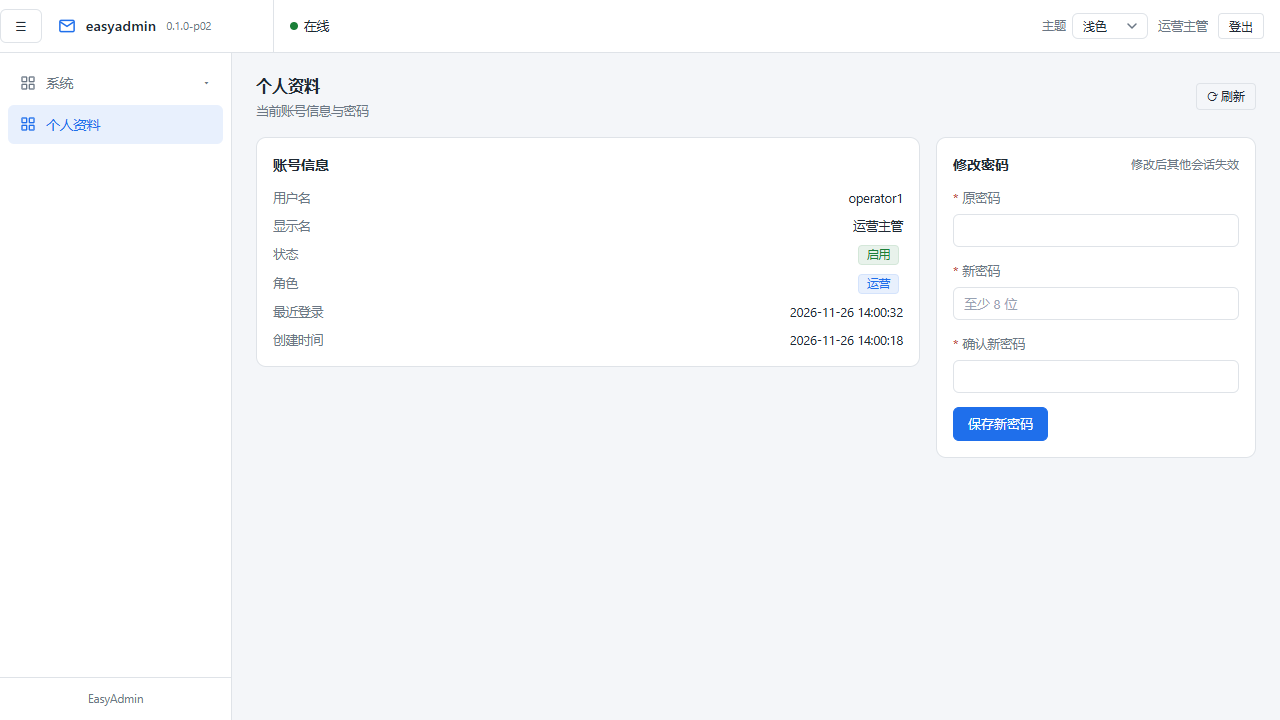 ☰ easyadmin 0.1.0-p02 在线 主题 浅色 运营主管 登出
系统
个人资料
EasyAdmin
个人资料
当前账号信息与密码
刷新
账号信息
用户名 operator1
显示名 运营主管
状态 启用
角色 运营
最近登录 2026-11-26 14:00:32
创建时间 2026-11-26 14:00:18
修改密码 修改后其他会话失效
* 原密码
* 新密码
至少 8 位
* 确认新密码
保存新密码